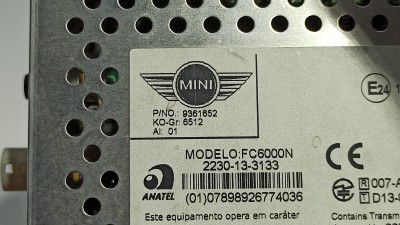 MINI
P/NO.: 9361652
KO-Gr: 6512
AI: 01
E24
MODELO:FC6000N
2230-13-3133
CE
ANATEL
(01)07898926774036
R 007-A
T D13-
Este equipamento opera em caráter
Contains Transm